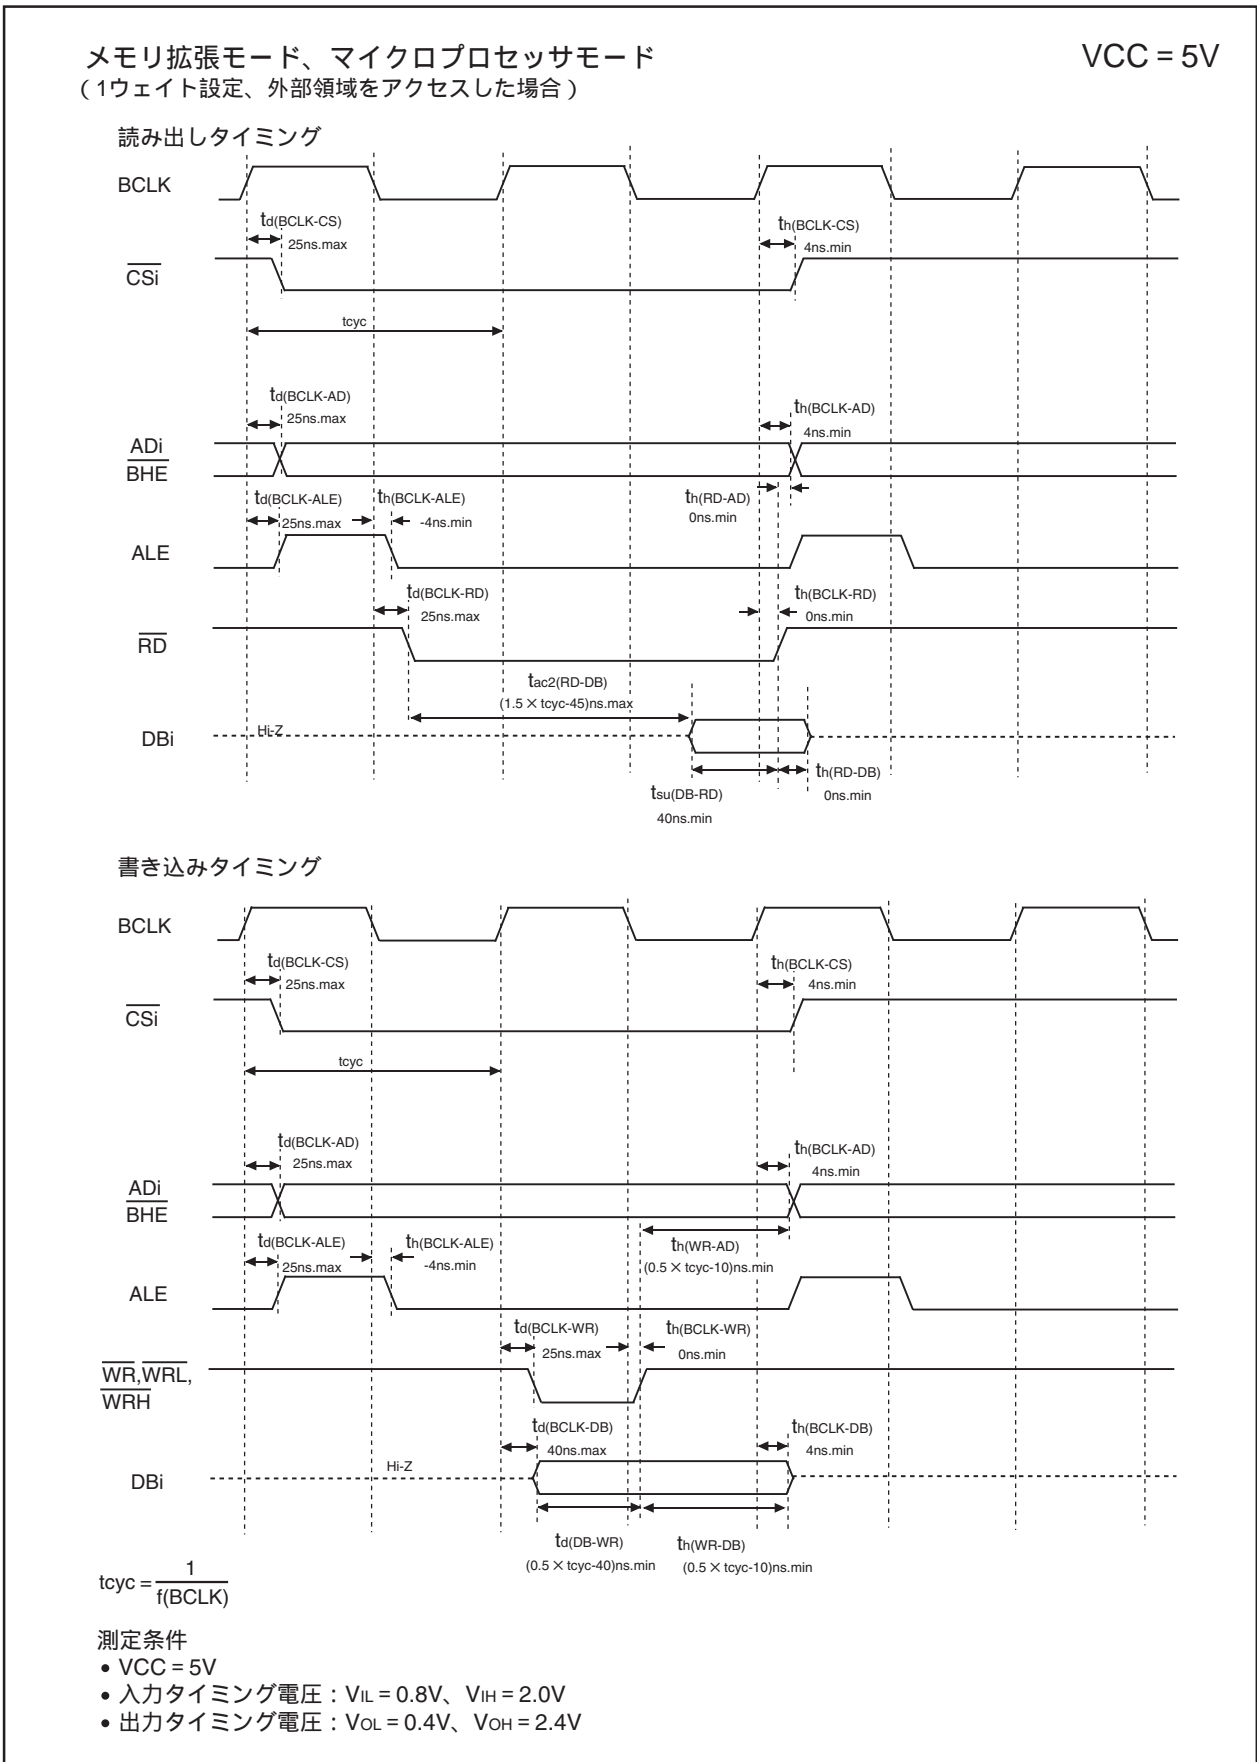 メモリ拡張モード、マイクロプロセッサモード
VCC = 5V
(1ウェイト設定、外部領域をアクセスした場合)
読み出しタイミング
BCLK
td(BCLK-CS)
25ns.max
th(BCLK-CS)
4ns.min
CSi
tcyc
td(BCLK-AD)
25ns.max
th(BCLK-AD)
4ns.min
ADi
BHE
td(BCLK-ALE)
25ns.max
th(BCLK-ALE)
-4ns.min
th(RD-AD)
0ns.min
ALE
td(BCLK-RD)
25ns.max
th(BCLK-RD)
0ns.min
RD
tac2(RD-DB)
(1.5 × tcyc-45)ns.max
DBi
Hi-Z
tsu(DB-RD)
40ns.min
th(RD-DB)
0ns.min
書き込みタイミング
BCLK
td(BCLK-CS)
25ns.max
th(BCLK-CS)
4ns.min
CSi
tcyc
td(BCLK-AD)
25ns.max
th(BCLK-AD)
4ns.min
ADi
BHE
td(BCLK-ALE)
25ns.max
th(BCLK-ALE)
-4ns.min
th(WR-AD)
(0.5 × tcyc-10)ns.min
ALE
td(BCLK-WR)
25ns.max
th(BCLK-WR)
0ns.min
WR,WRL,
WRH
td(BCLK-DB)
40ns.max
th(BCLK-DB)
4ns.min
DBi
Hi-Z
td(DB-WR)
(0.5 × tcyc-40)ns.min
th(WR-DB)
(0.5 × tcyc-10)ns.min
tcyc = 1
f(BCLK)
測定条件
• VCC = 5V
• 入力タイミング電圧:VIL = 0.8V、VIH = 2.0V
• 出力タイミング電圧:VOL = 0.4V、VOH = 2.4V